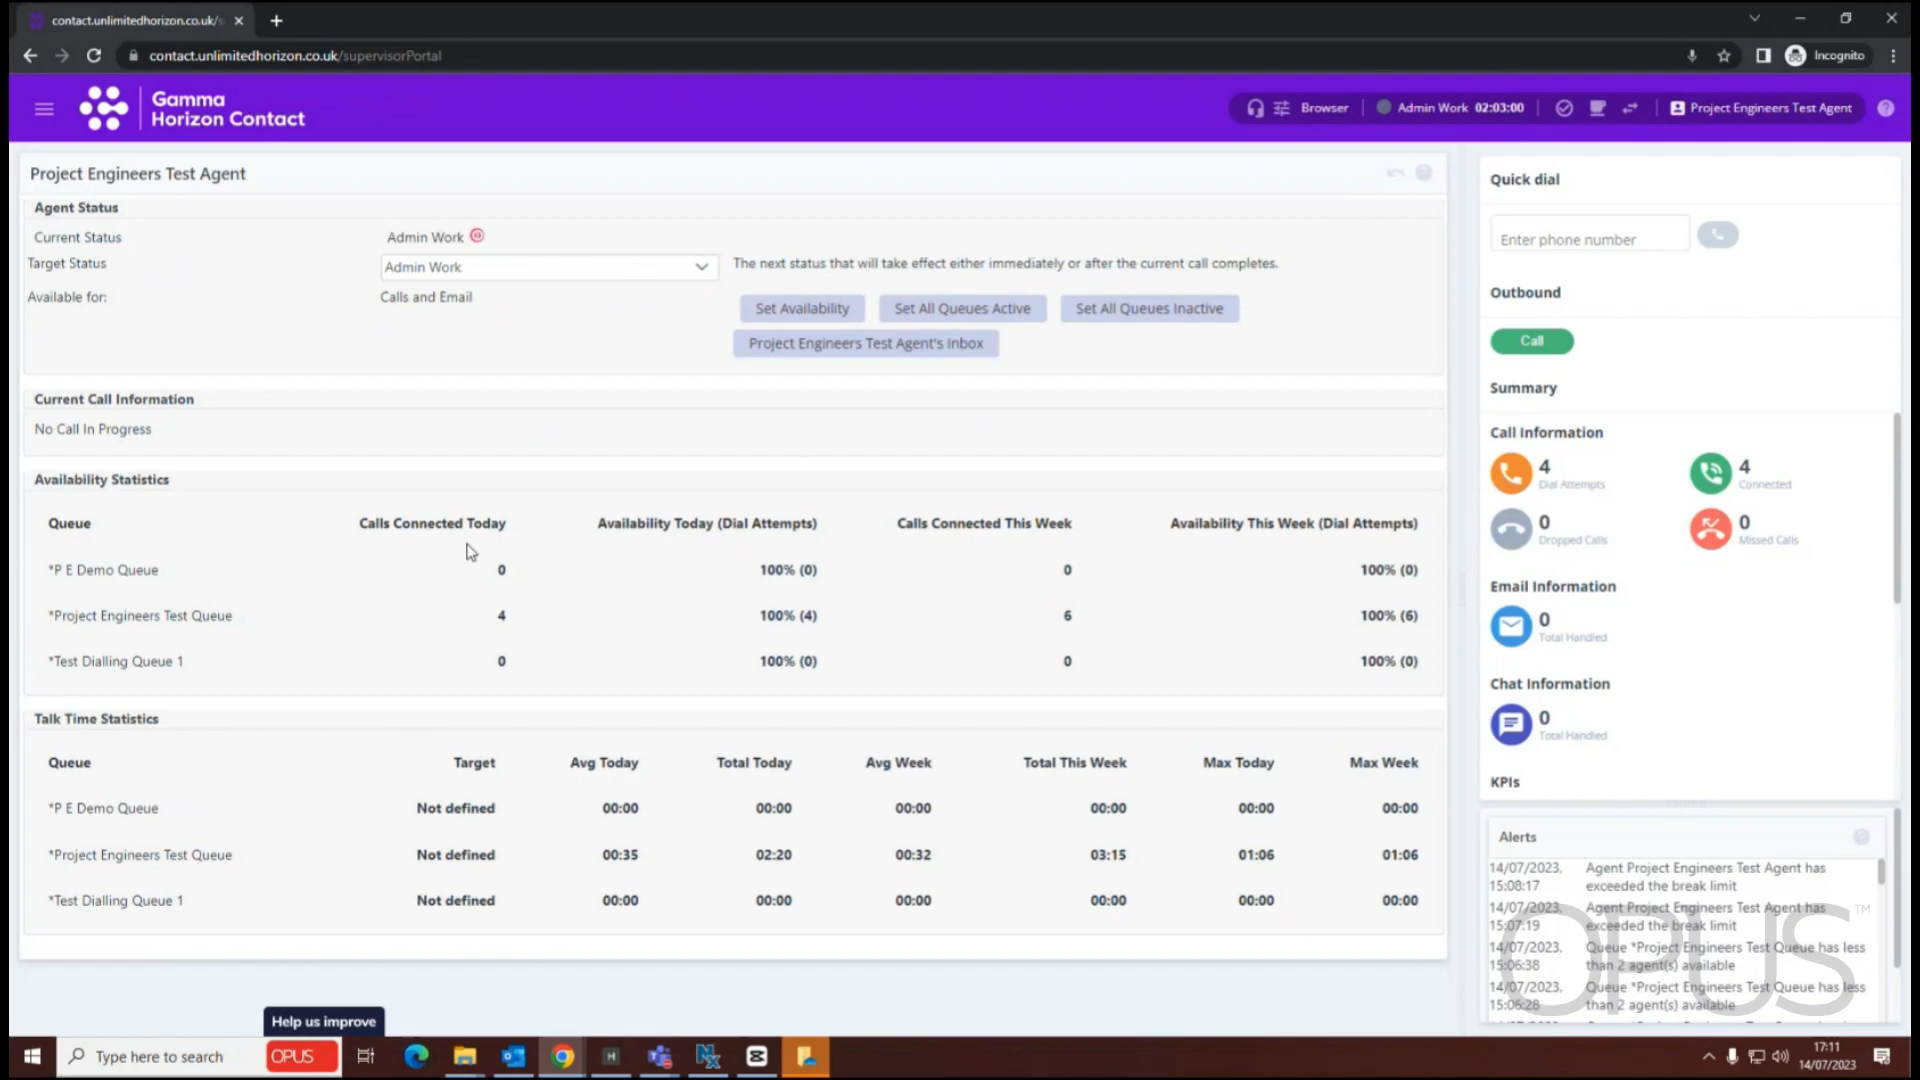 contact.unlimitedhorizon.co.uk/s
contact.unlimitedhorizon.co.uk/supervisorPortal
Incognito
Gamma
Horizon Contact
Browser
Admin Work 02:03:00
Project Engineers Test Agent
Project Engineers Test Agent
Agent Status
Current Status
Admin Work
Target Status
Admin Work
The next status that will take effect either immediately or after the current call completes.
Available for:
Calls and Email
Set Availability
Set All Queues Active
Set All Queues Inactive
Project Engineers Test Agent's Inbox
Current Call Information
No Call In Progress
Availability Statistics
Queue Calls Connected Today Availability Today (Dial Attempts) Calls Connected This Week Availability This Week (Dial Attempts)
*P E Demo Queue 0 100% (0) 0 100% (0)
*Project Engineers Test Queue 4 100% (4) 6 100% (6)
*Test Dialling Queue 1 0 100% (0) 0 100% (0)
Talk Time Statistics
Queue Target Avg Today Total Today Avg Week Total This Week Max Today Max Week
*P E Demo Queue Not defined 00:00 00:00 00:00 00:00 00:00 00:00
*Project Engineers Test Queue Not defined 00:35 02:20 00:32 03:15 01:06 01:06
*Test Dialling Queue 1 Not defined 00:00 00:00 00:00 00:00 00:00 00:00
Quick dial
Enter phone number
Outbound
Call
Summary
Call Information
4
Dial Attempts
4
Connected
0
Dropped Calls
0
Missed Calls
Email Information
0
Total Handled
Chat Information
0
Total Handled
KPIs
Alerts
14/07/2023, Agent Project Engineers Test Agent has
15:08:17 exceeded the break limit
14/07/2023, Agent Project Engineers Test Agent has
15:07:19 exceeded the break limit
14/07/2023, Queue *Project Engineers Test Queue has less
15:06:38 than 2 agent(s) available
14/07/2023, Queue *Project Engineers Test Queue has less
15:06:28 than 2 agent(s) available
OPUS™
Help us improve
Type here to search
OPUS
H
17:11
14/07/2023